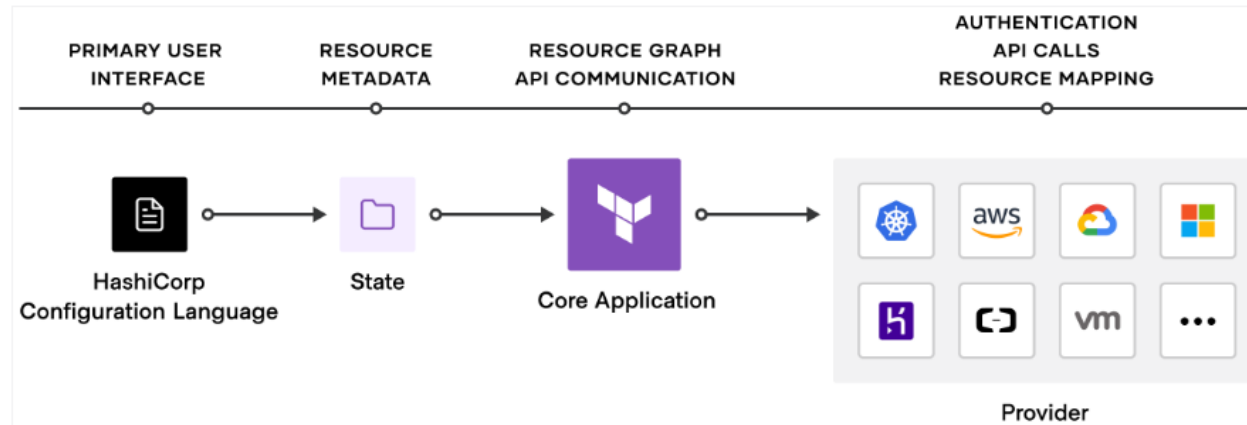 PRIMARY USER
INTERFACE
RESOURCE
METADATA
RESOURCE GRAPH
API COMMUNICATION
AUTHENTICATION
API CALLS
RESOURCE MAPPING
HashiCorp
Configuration Language
State
Core Application
aws
vm
Provider